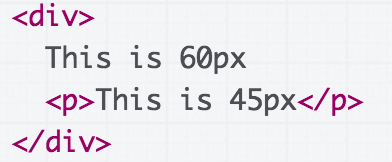 <div>
This is 60px
<p>This is 45px</p>
</div>